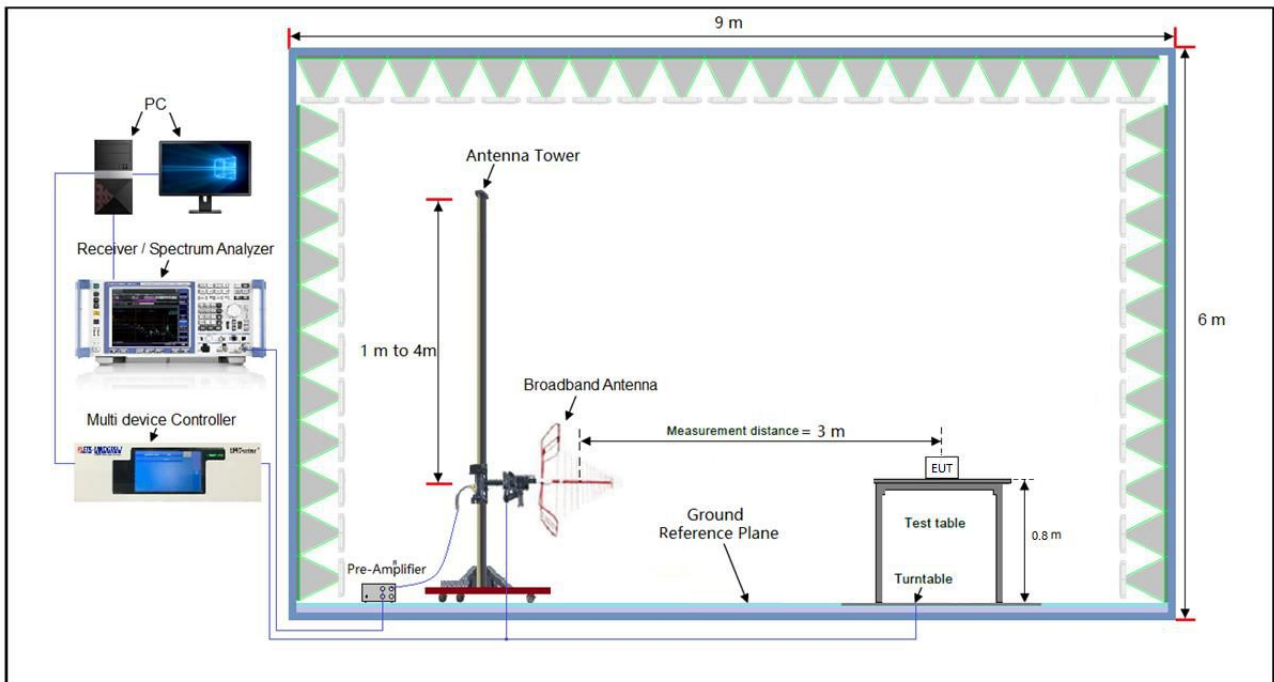 9 m
PC
Antenna Tower
Receiver / Spectrum Analyzer
6 m
1 m to 4m
Broadband Antenna
Multi device Controller
Measurement distance = 3 m
EUT
Ground
Reference Plane
Test table
0.8 m
Pre-Amplifier
Turntable